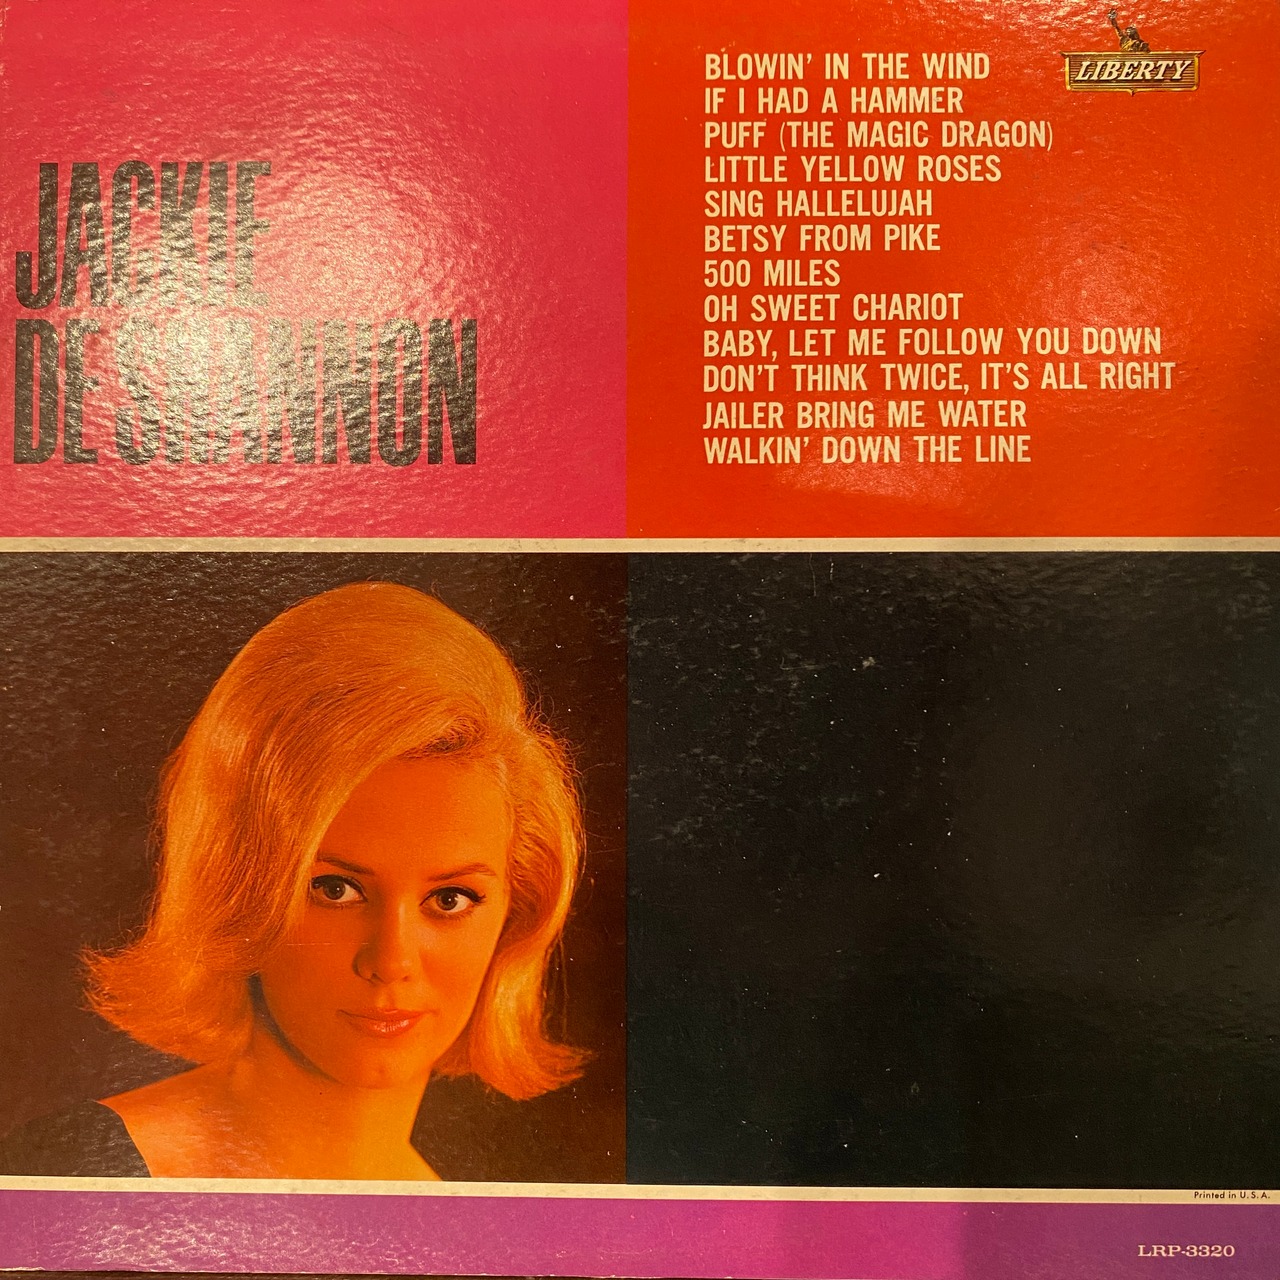 JACKIE
DE SHANNON
LIBERTY
BLOWIN' IN THE WIND
IF I HAD A HAMMER
PUFF (THE MAGIC DRAGON)
LITTLE YELLOW ROSES
SING HALLELUJAH
BETSY FROM PIKE
500 MILES
OH SWEET CHARIOT
BABY, LET ME FOLLOW YOU DOWN
DON'T THINK TWICE, IT'S ALL RIGHT
JAILER BRING ME WATER
WALKIN' DOWN THE LINE
Printed in U. S. A.
LRP-3320